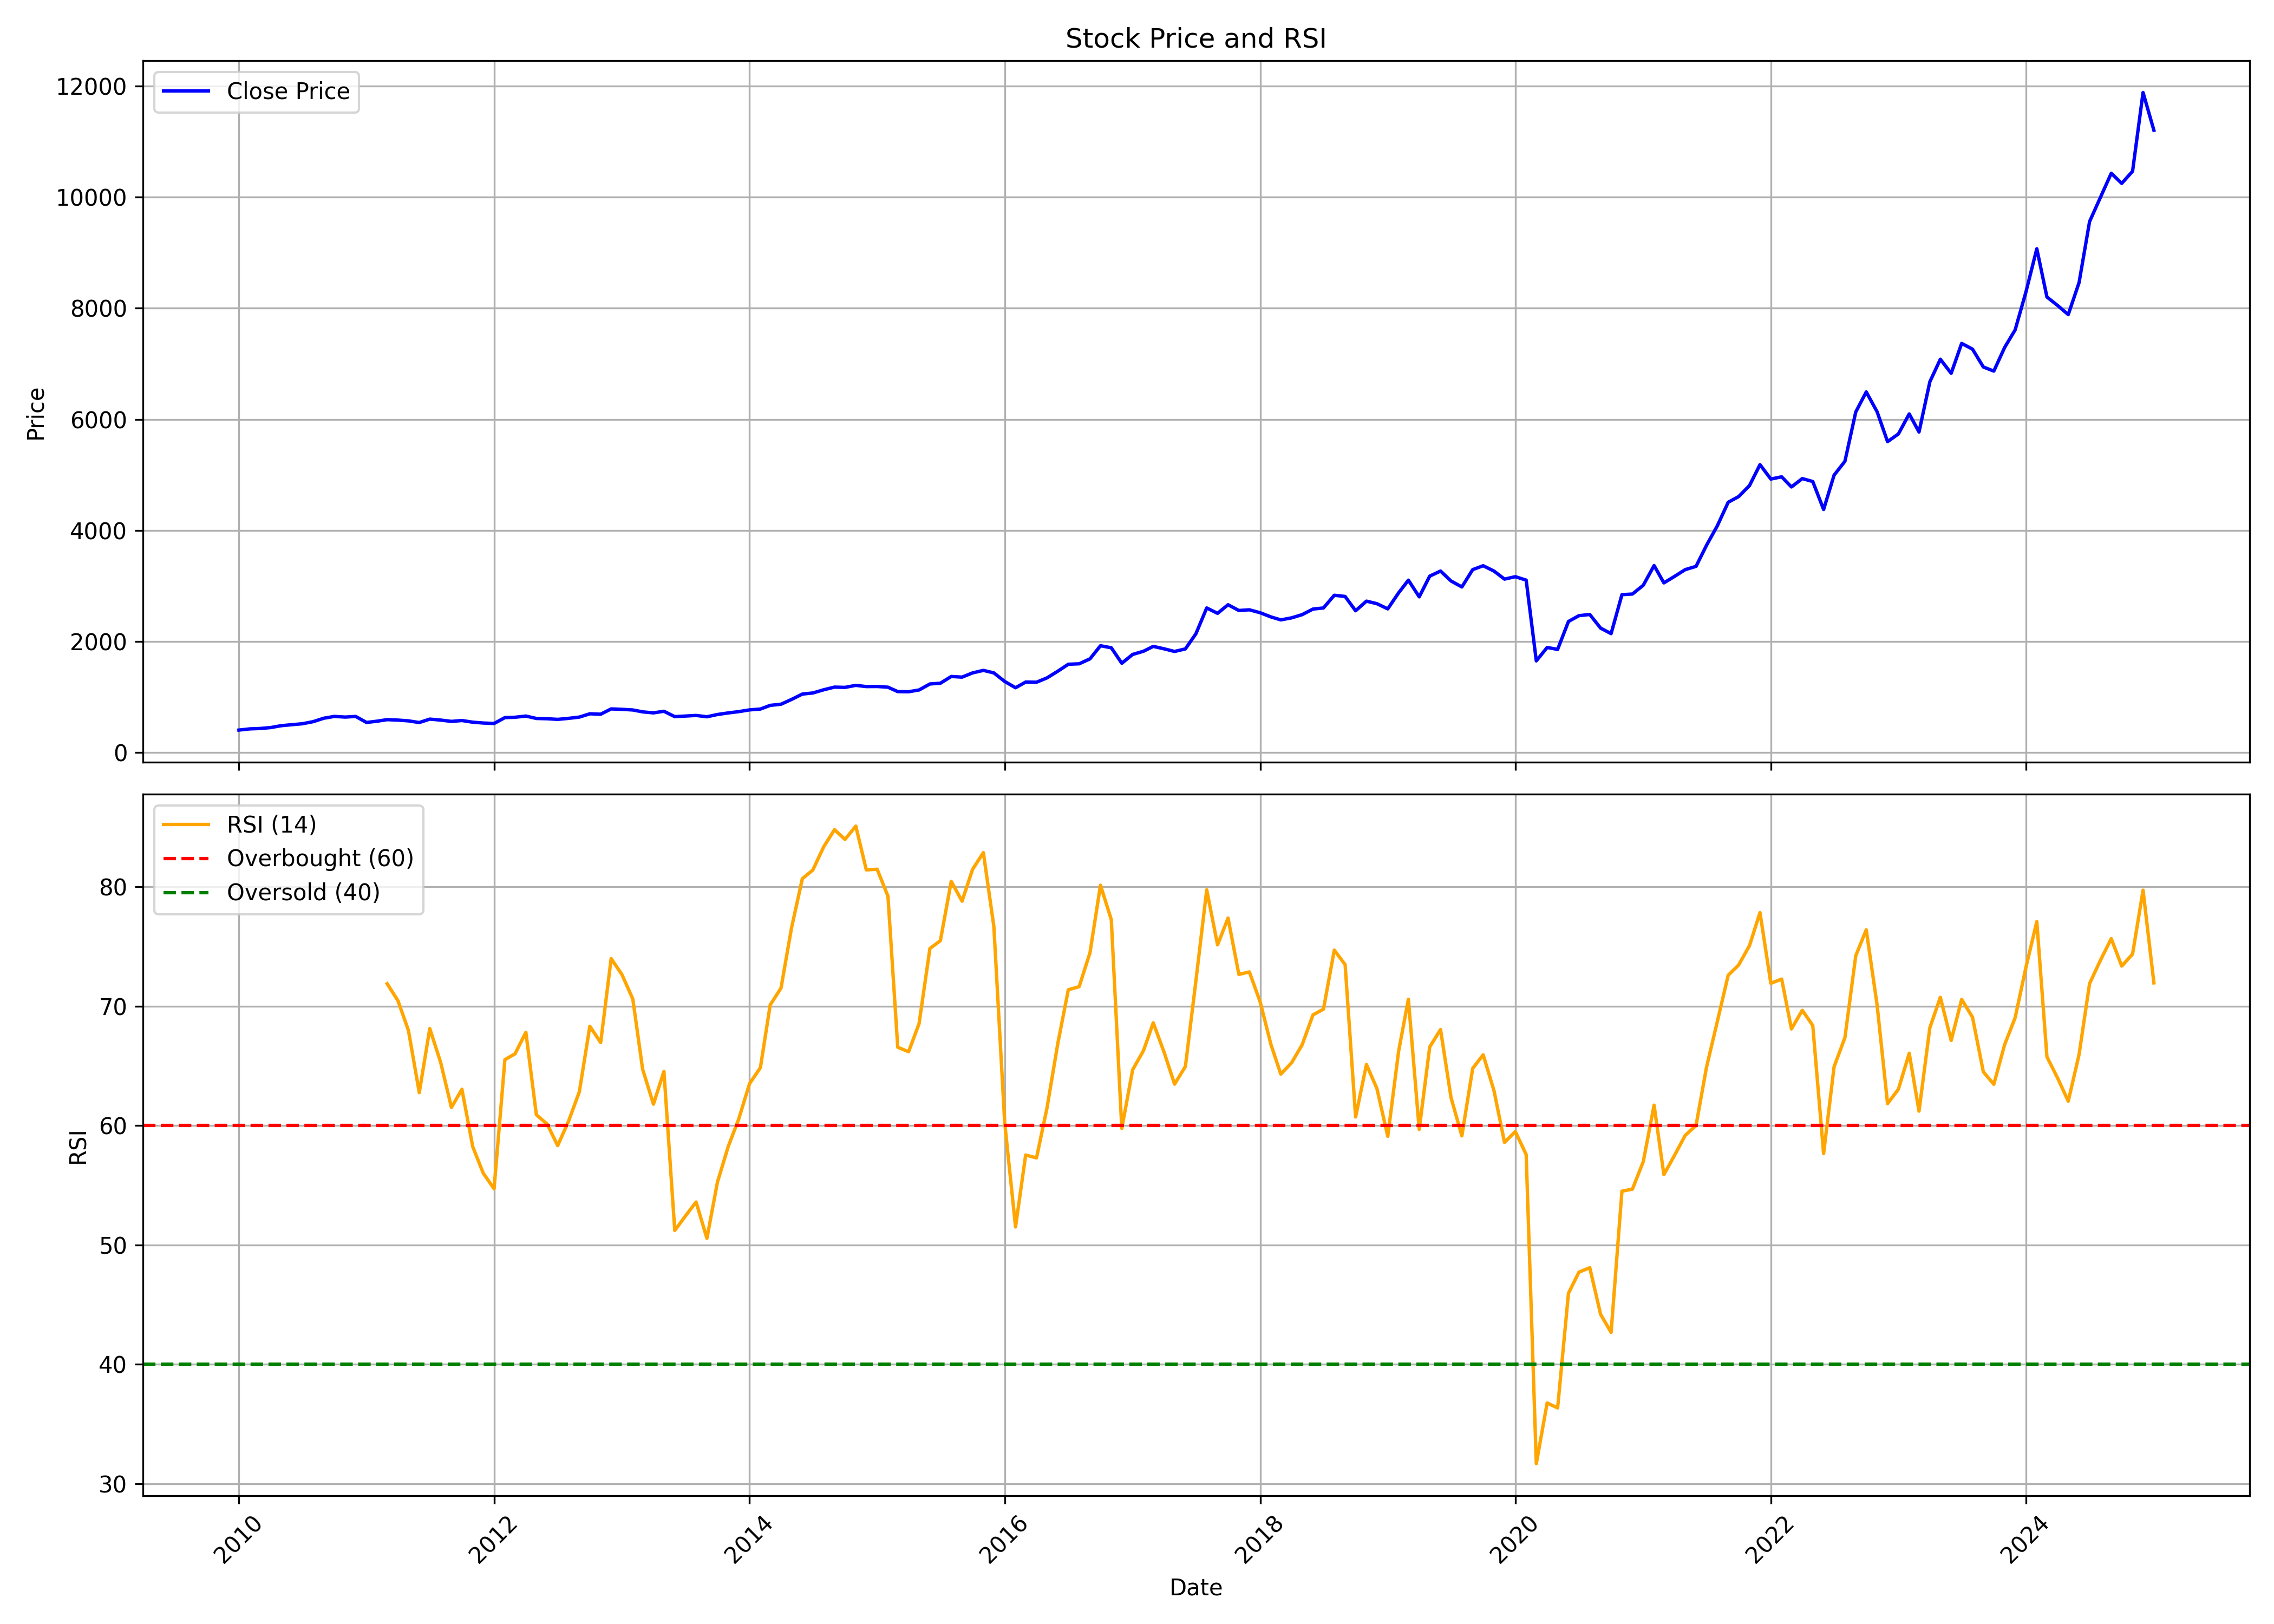 Stock Price and RSI
Close Price
12000
10000
8000
6000
4000
2000
0
Price
RSI (14)
Overbought (60)
Oversold (40)
80
70
60
50
40
30
RSI
2010
2012
2014
2016
2018
2020
2022
2024
Date